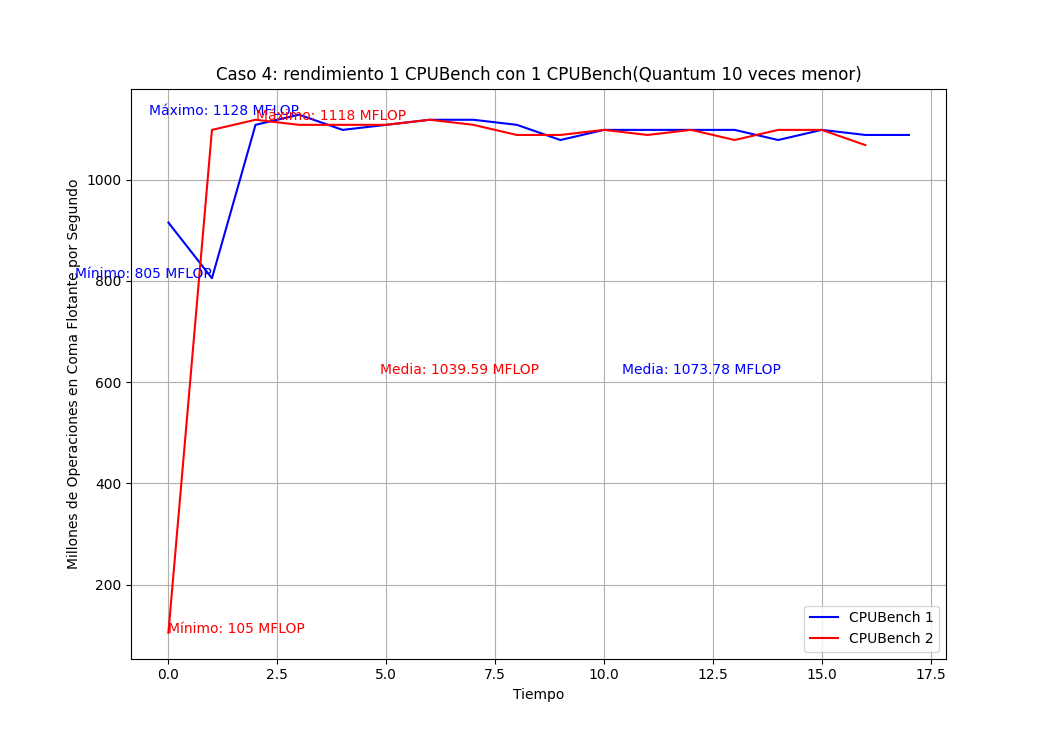 Caso 4: rendimiento 1 CPUBench con 1 CPUBench(Quantum 10 veces menor)
Máximo: 1128 MFLOP
Máximo: 1118 MFLOP
Mínimo: 805 MFLOP
Media: 1039.59 MFLOP
Media: 1073.78 MFLOP
Mínimo: 105 MFLOP
Millones de Operaciones en Coma Flotante por Segundo
1000
800
600
400
200
CPUBench 1
CPUBench 2
0.0 2.5 5.0 7.5 10.0 12.5 15.0 17.5
Tiempo